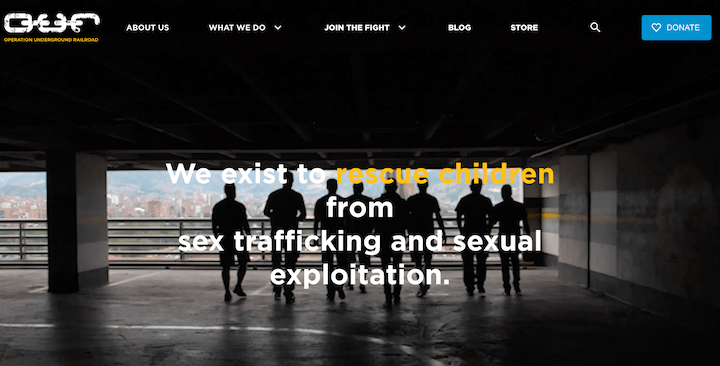 OUR
OPERATION UNDERGROUND RAILROAD
ABOUT US
WHAT WE DO
JOIN THE FIGHT
BLOG
STORE
DONATE
We exist to rescue children
from
sex trafficking and sexual
exploitation.